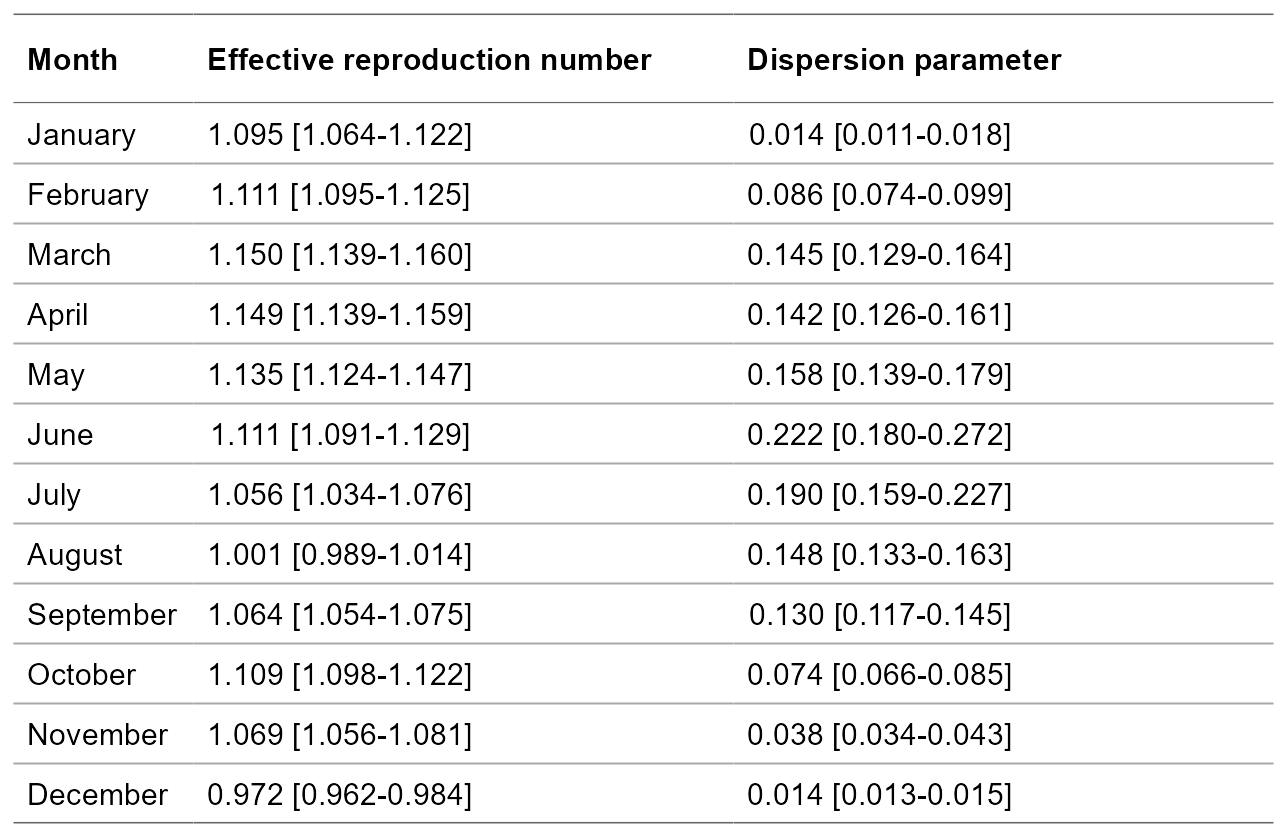 Month Effective reproduction number Dispersion parameter
January 1.095 [1.064-1.122] 0.014 [0.011-0.018]
February 1.111 [1.095-1.125] 0.086 [0.074-0.099]
March 1.150 [1.139-1.160] 0.145 [0.129-0.164]
April 1.149 [1.139-1.159] 0.142 [0.126-0.161]
May 1.135 [1.124-1.147] 0.158 [0.139-0.179]
June 1.111 [1.091-1.129] 0.222 [0.180-0.272]
July 1.056 [1.034-1.076] 0.190 [0.159-0.227]
August 1.001 [0.989-1.014] 0.148 [0.133-0.163]
September 1.064 [1.054-1.075] 0.130 [0.117-0.145]
October 1.109 [1.098-1.122] 0.074 [0.066-0.085]
November 1.069 [1.056-1.081] 0.038 [0.034-0.043]
December 0.972 [0.962-0.984] 0.014 [0.013-0.015]